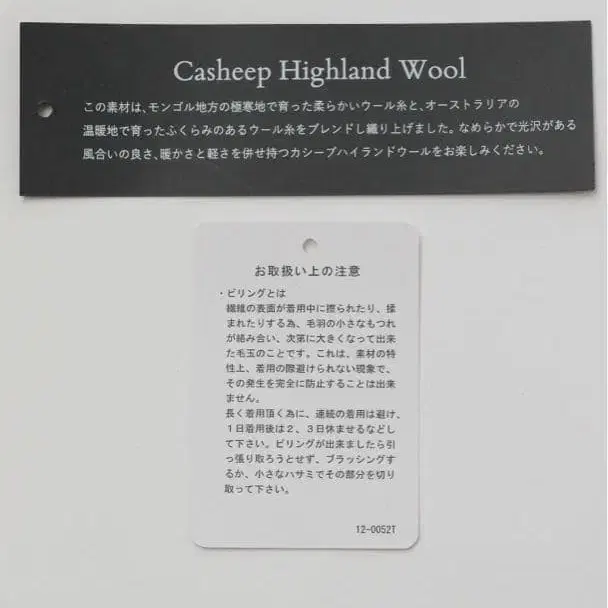 Casheep Highland Wool
この素材は、モンゴル地方の極寒地で育った柔らかいウール糸と、オーストラリアの
温暖地で育ったふくらみのあるウール糸をブレンドし織り上げました。なめらかで光沢がある
風合いの良さ、暖かさと軽さを併せ持つカシープハイランドウールをお楽しみください。
お取扱い上の注意
・ピリングとは
繊維の表面が着用中に擦られたり、揉
まれたりする為、毛羽の小さなもつれ
が絡み合い、次第に大きくなって出来
た毛玉のことです。これは、素材の特
性上、着用の際避けられない現象で、
その発生を完全に防止することは出来
ません。
長く着用頂く為に、連続の着用は避け、
１日着用後は２、３日休ませるなどし
て下さい。ピリングが出来ましたら引
っ張り取ろうとせず、ブラッシングす
るか、小さなハサミでその部分を切り
取って下さい。
12-0052T